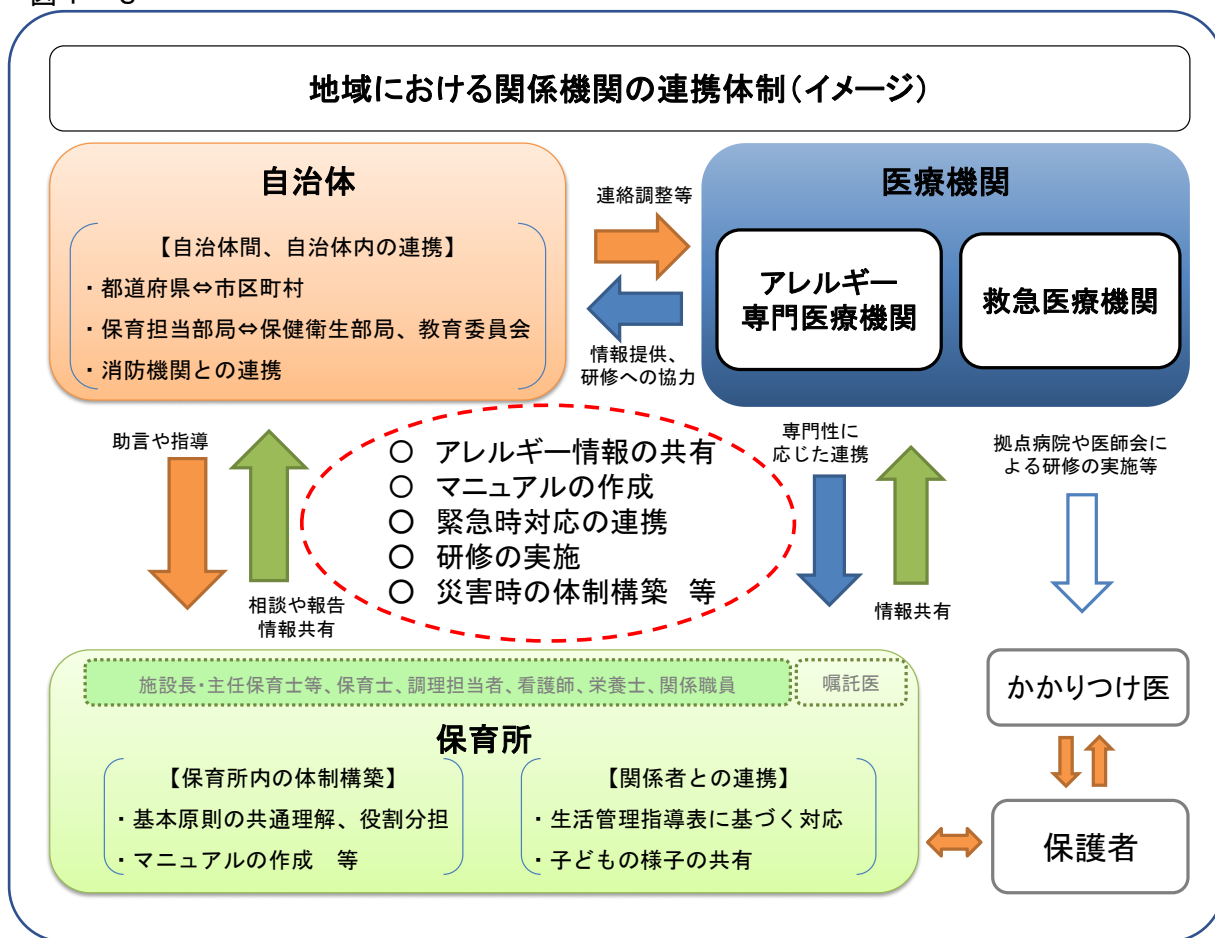 地域における関係機関の連携体制（イメージ）
自治体
【自治体間、自治体内の連携】
・都道府県⇔市区町村
・保育担当部局⇔保健衛生部局、教育委員会
・消防機関との連携
連絡調整等
情報提供、
研修への協力
医療機関
アレルギー
専門医療機関
救急医療機関
助言や指導
相談や報告
情報共有
○ アレルギー情報の共有
○ マニュアルの作成
○ 緊急時対応の連携
○ 研修の実施
○ 災害時の体制構築 等
専門性に
応じた連携
情報共有
拠点病院や医師会に
よる研修の実施等
施設長・主任保育士等、保育士、調理担当者、看護師、栄養士、関係職員
嘱託医
保育所
【保育所内の体制構築】
・基本原則の共通理解、役割分担
・マニュアルの作成 等
【関係者との連携】
・生活管理指導表に基づく対応
・子どもの様子の共有
かかりつけ医
保護者